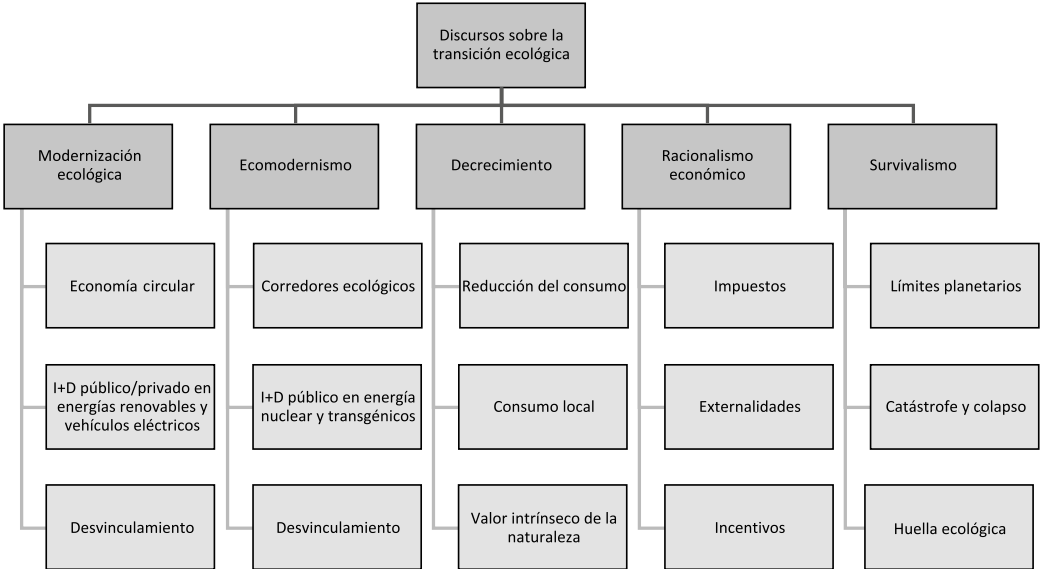 Discursos sobre la
transición ecológica
Modernización
ecológica
Ecomodernismo
Decrecimiento
Racionalismo
económico
Survivalismo
Economía circular
Corredores ecológicos
Reducción del consumo
Impuestos
Límites planetarios
I+D público/privado en
energías renovables y
vehículos eléctricos
I+D público en energía
nuclear y transgénicos
Consumo local
Externalidades
Catástrofe y colapso
Desvinculamiento
Desvinculamiento
Valor intrínseco de la
naturaleza
Incentivos
Huella ecológica